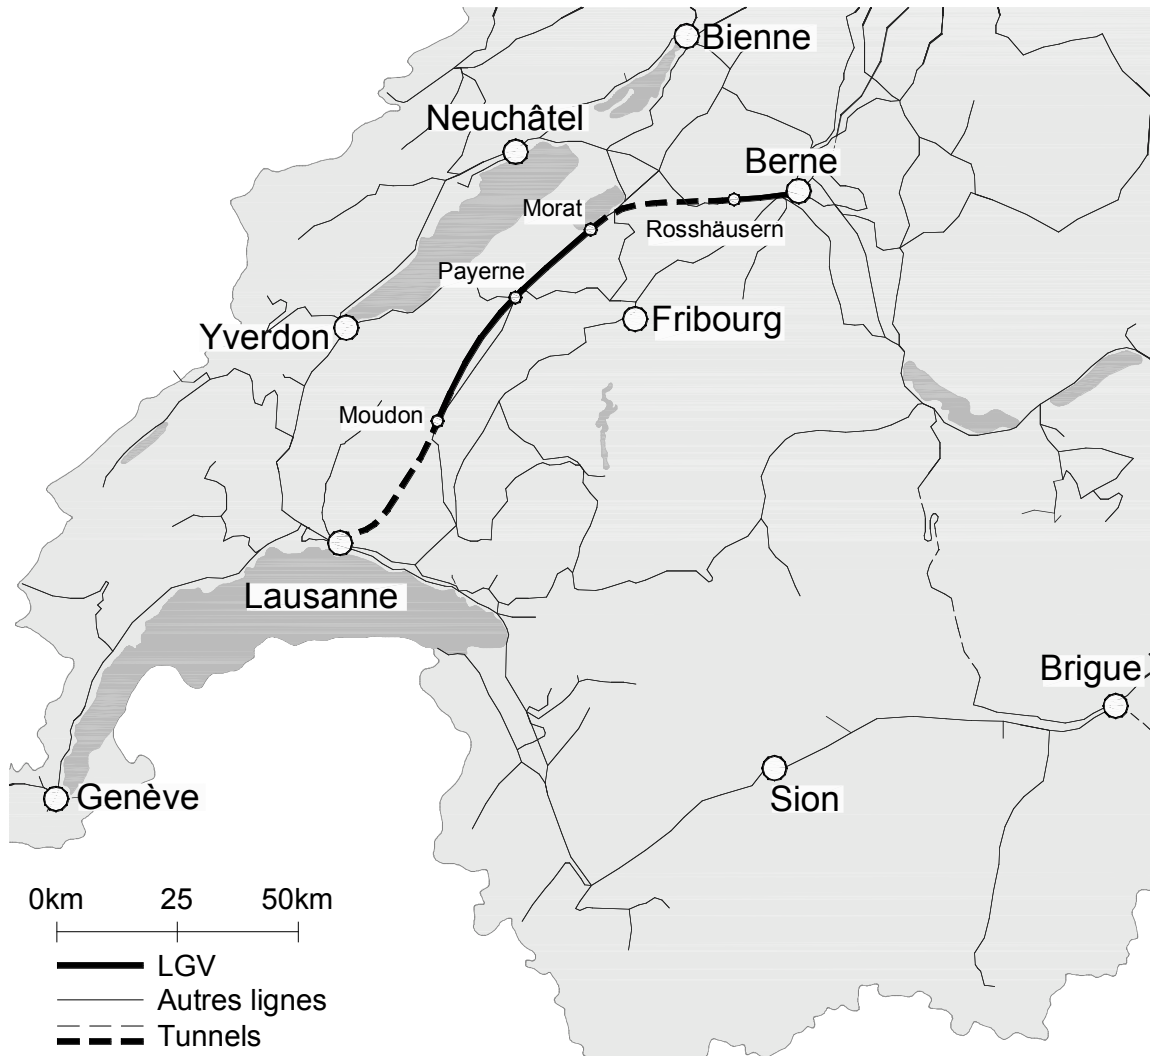 Bienne
Neuchâtel
Berne
Morat
Rosshäusern
Payerne
Yverdon
Fribourg
Moudon
Lausanne
Brigue
Genève
Sion
0km 25 50km
LGV
Autres lignes
Tunnels